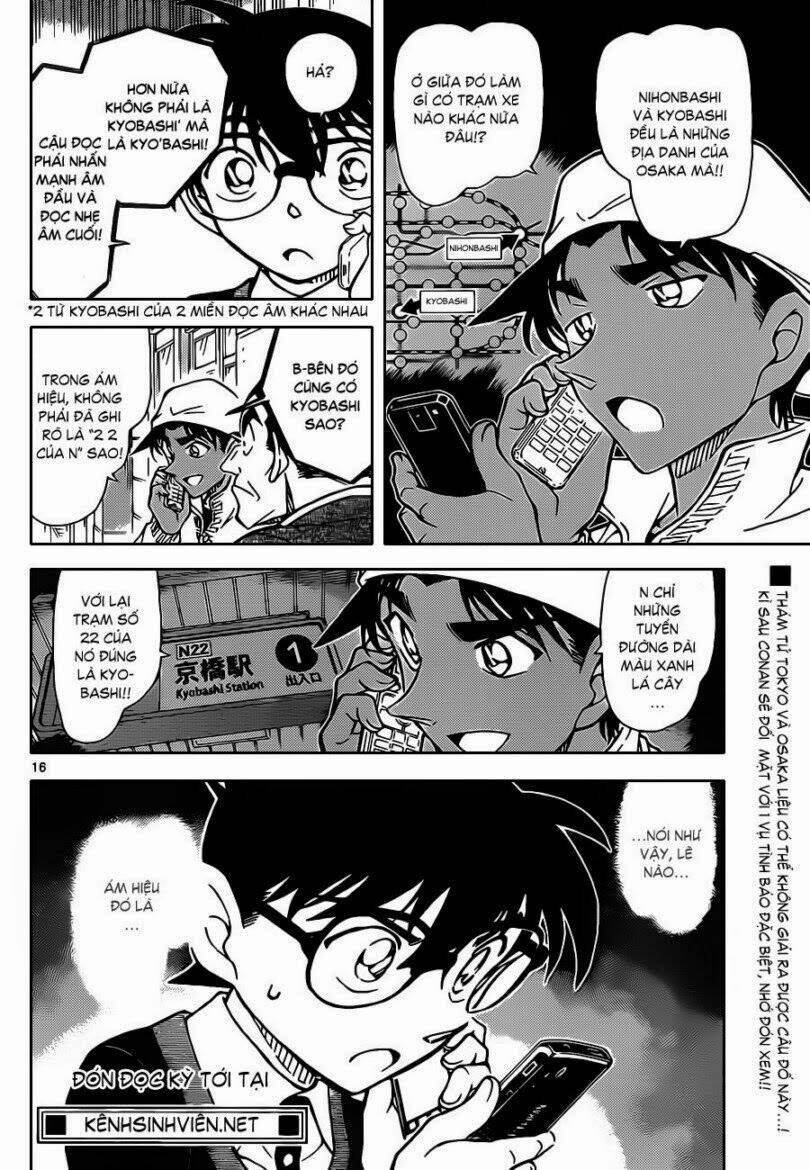 NIHONBASHI
VÀ KYOBASHI
ĐỀU LÀ NHỮNG
ĐỊA DANH CỦA
OSAKA MÀ!!
Ở GIỮA ĐÓ LÀM
GÌ CÓ TRẠM XE
NÀO KHÁC NỮA
ĐÂU!?
NIHONBASHI
KYOBASHI
HẢ?
HƠN NỮA
KHÔNG PHẢI LÀ
KYOBASHI' MÀ
LÀ KYO'BASHI!
CẬU ĐỌC
PHẢI NHẤN
MẠNH ÂM
ĐẦU VÀ
ĐỌC NHẸ
ÂM CUỐI!
*2 TỪ KYOBASHI CỦA 2 MIỀN ĐỌC ÂM KHÁC NHAU
B-BÊN ĐÓ
CŨNG CÓ
KYOBASHI
SAO?
TRONG ÁM
HIỆU, KHÔNG
PHẢI ĐÃ GHI
RÕ LÀ "2 2
CỦA N" SAO!
N CHỈ
NHỮNG
TUYẾN
ĐƯỜNG DÀI
MÀU XANH
LÁ CÂY
...
VỚI LẠI
TRẠM SỐ
22 CỦA
NÓ ĐÚNG
LÀ KYO-
BASHI!!
N22
京橋駅
Kyobashi Station
1
出入口
16
...NÓI NHƯ
VẬY, LẼ
NÀO...
ÁM HIỆU
ĐÓ LÀ
...
THÁM TỬ TOKYO VÀ OSAKA LIỆU CÓ THỂ KHÔNG GIẢI RA ĐƯỢC CÂU ĐỐ NÀY...!
KÌ SAU CONAN SẼ ĐỐI MẶT VỚI 1 VỤ TÌNH BÁO ĐẶC BIỆT, NHỚ ĐÓN XEM!!
ĐÓN ĐỌC KỲ TỚI TẠI
KÊNHSINHVIÊN.NET